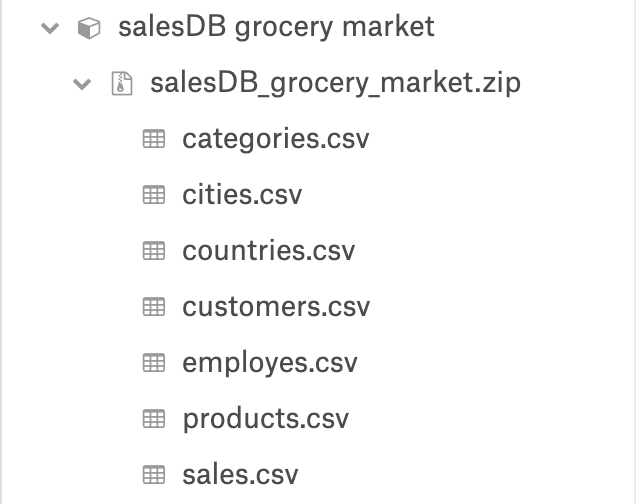 salesDB grocery market
salesDB_grocery_market.zip
categories.csv
cities.csv
countries.csv
customers.csv
employes.csv
products.csv
sales.csv